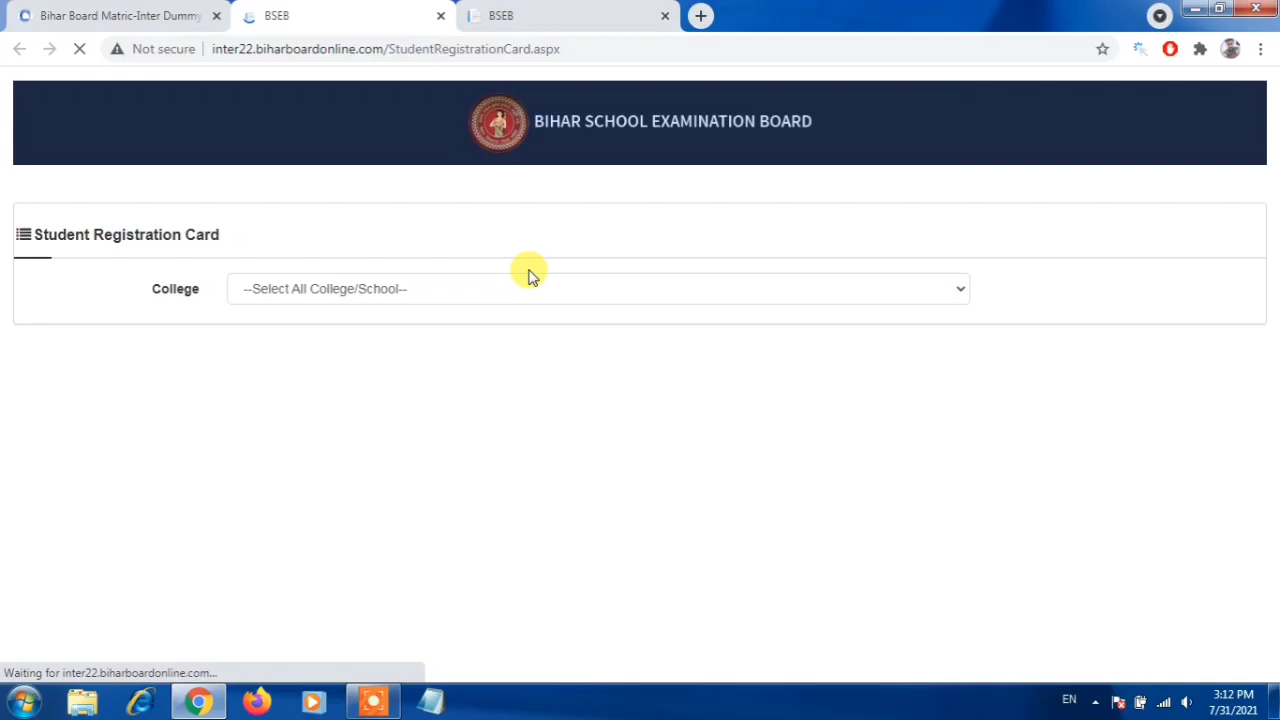 Bihar Board Matric-Inter Dummy
BSEB
BSEB
Not secure
inter22.biharboardonline.com/StudentRegistrationCard.aspx
BIHAR SCHOOL EXAMINATION BOARD
Student Registration Card
College
--Select All College/School--
Waiting for inter22.biharboardonline.com...
EN
3:12 PM
7/31/2021